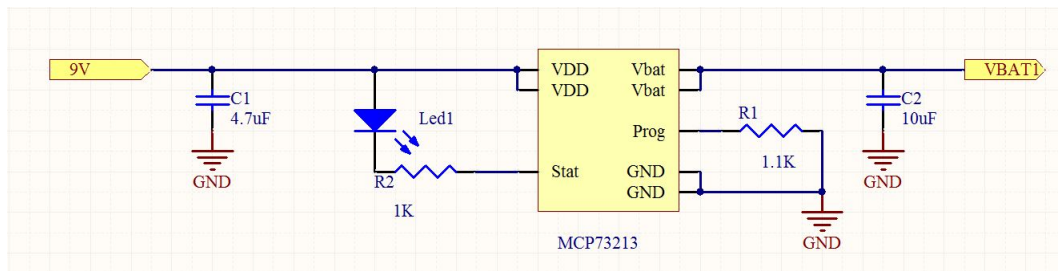 9V
VDD
Vbat
VBAT1
VDD
Vbat
C1
4.7uF
C2
10uF
Led1
R1
Prog
1.1K
R2
Stat
GND
GND
GND
GND
1K
GND
MCP73213